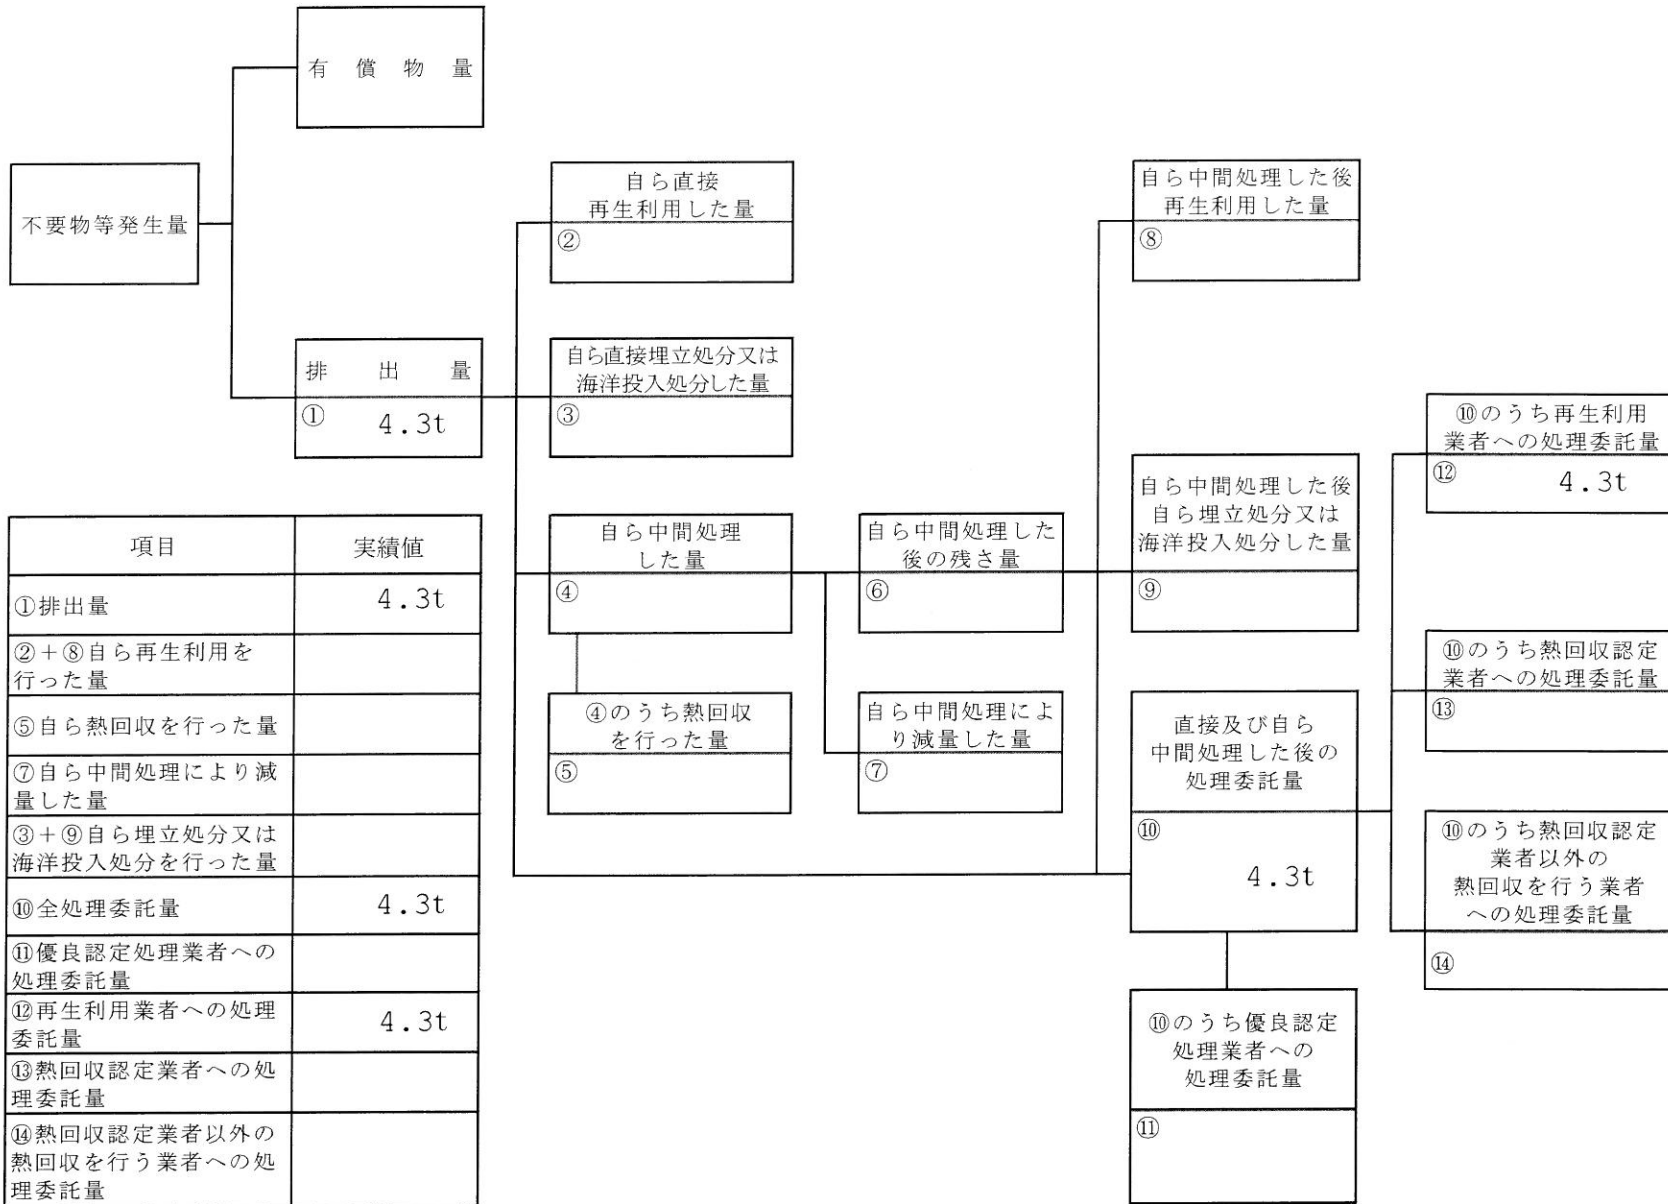 有償物量
不要物等発生量
排出量
①
4.3t
自ら直接
再生利用した量
②
自ら直接埋立処分又は
海洋投入処分した量
③
自ら中間処理
した量
④
④のうち熱回収
を行った量
⑤
自ら中間処理した
後の残さ量
⑥
自ら中間処理によ
り減量した量
⑦
自ら中間処理した後
再生利用した量
⑧
自ら中間処理した後
自ら埋立処分又は
海洋投入処分した量
⑨
直接及び自ら
中間処理した後の
処理委託量
⑩
4.3t
⑩のうち優良認定
処理業者への
処理委託量
⑪
⑩のうち再生利用
業者への処理委託量
⑫
4.3t
⑩のうち熱回収認定
業者への処理委託量
⑬
⑩のうち熱回収認定
業者以外の
熱回収を行う業者
への処理委託量
⑭
項目 実績値
①排出量 4.3t
②+⑧自ら再生利用を
行った量
⑤自ら熱回収を行った量
⑦自ら中間処理により減
量した量
③+⑨自ら埋立処分又は
海洋投入処分を行った量
⑩全処理委託量 4.3t
⑪優良認定処理業者への
処理委託量
⑫再生利用業者への処理
委託量
4.3t
⑬熱回収認定業者への処
理委託量
⑭熱回収認定業者以外の
熱回収を行う業者への処
理委託量